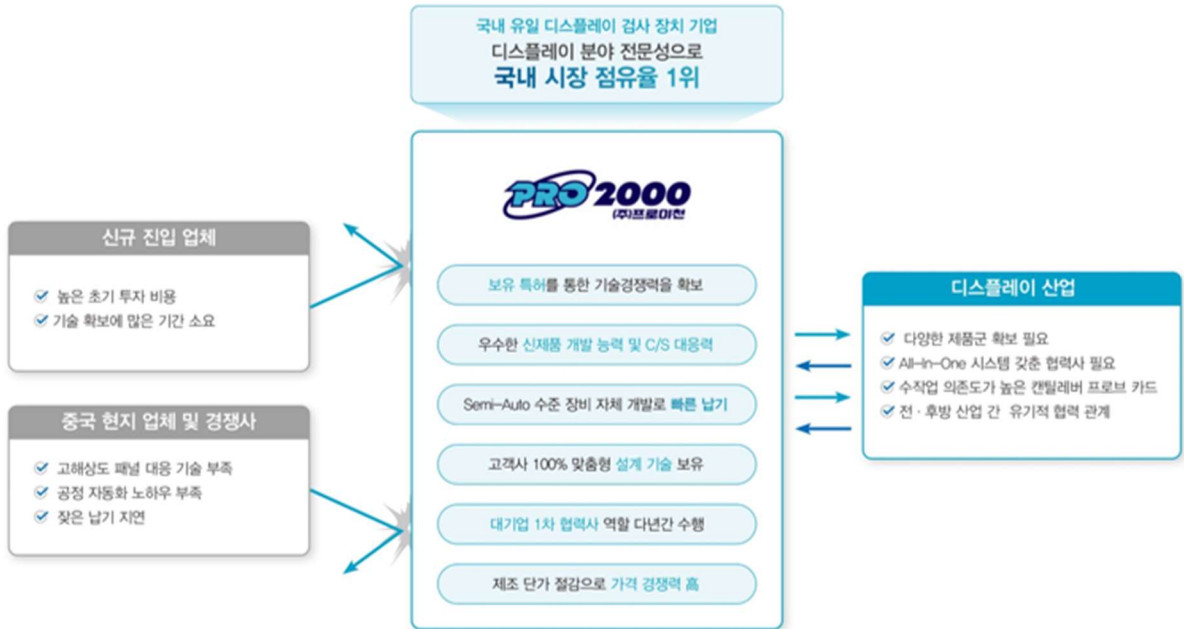 국내 유일 디스플레이 검사 장치 기업
디스플레이 분야 전문성으로
국내 시장 점유율 1위
PRO 2000
(주)프로이천
신규 진입 업체
높은 초기 투자 비용
기술 확보에 많은 기간 소요
중국 현지 업체 및 경쟁사
고해상도 패널 대응 기술 부족
공정 자동화 노하우 부족
잦은 납기 지연
보유 특허를 통한 기술경쟁력을 확보
우수한 신제품 개발 능력 및 C/S 대응력
Semi-Auto 수준 장비 자체 개발로 빠른 납기
고객사 100% 맞춤형 설계 기술 보유
대기업 1차 협력사 역할 다년간 수행
제조 단가 절감으로 가격 경쟁력 高
디스플레이 산업
다양한 제품군 확보 필요
All-In-One 시스템 갖춘 협력사 필요
수작업 의존도가 높은 캔틸레버 프로브 카드
전·후방 산업 간 유기적 협력 관계